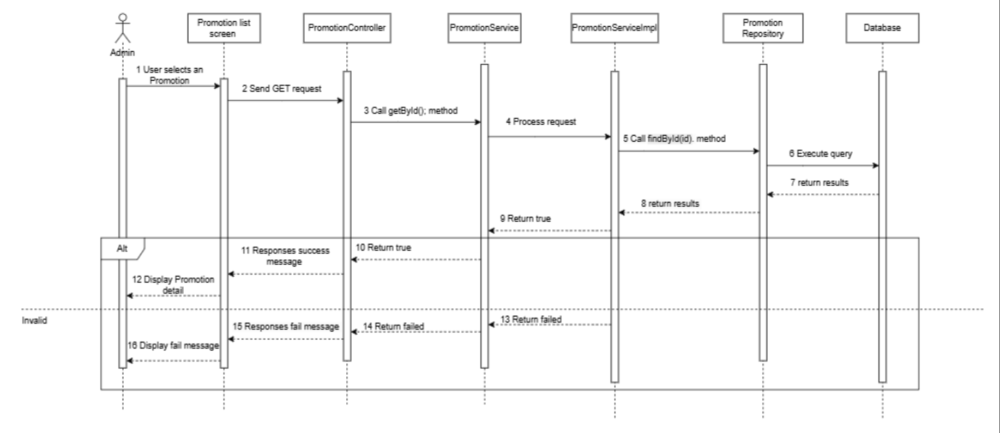 Promotion list
screen
PromotionController
PromotionService
PromotionServiceImpl
Promotion
Repository
Database
Admin
1 User selects an
Promotion
2 Send GET request
3 Call getById(); method
4 Process request
5 Call findById(id). method
6 Execute query
7 return results
8 return results
9 Return true
Alt
10 Return true
11 Responses success
message
12 Display Promotion
detail
Invalid
13 Return failed
14 Return failed
15 Responses fail message
16 Display fail message